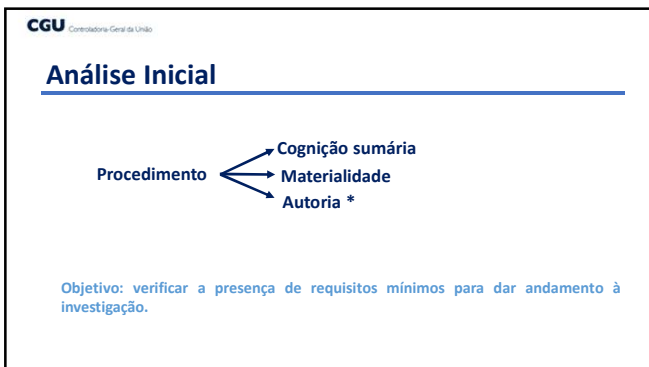 CGU Controladoria-Geral da União
Análise Inicial
Cognição sumária
Procedimento
Materialidade
Autoria *
Objetivo: verificar a presença de requisitos mínimos para dar andamento à
investigação.